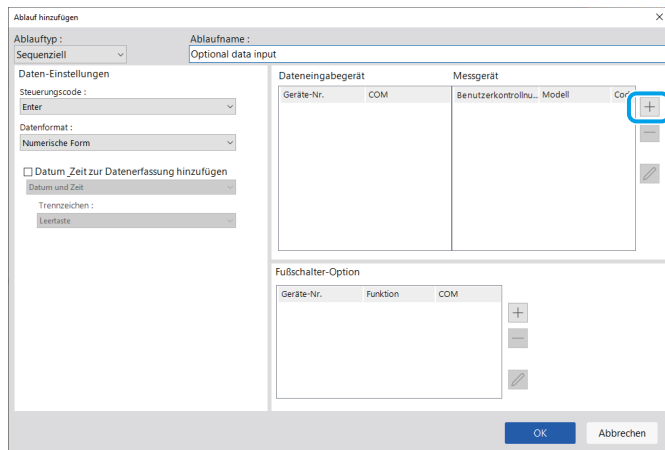 Ablauf hinzufügen
Ablauftyp :
Ablaufname :
Sequenziell
Optional data input
Daten-Einstellungen
Steuerungscode :
Enter
Datenformat :
Numerische Form
Datum_Zeit zur Datenerfassung hinzufügen
Datum und Zeit
Trennzeichen :
Leertaste
Dateneingabegerät
Messgerät
Geräte-Nr.
COM
Benutzerkontrollnu...
Modell
Cod
Fußschalter-Option
Geräte-Nr.
Funktion
COM
OK
Abbrechen